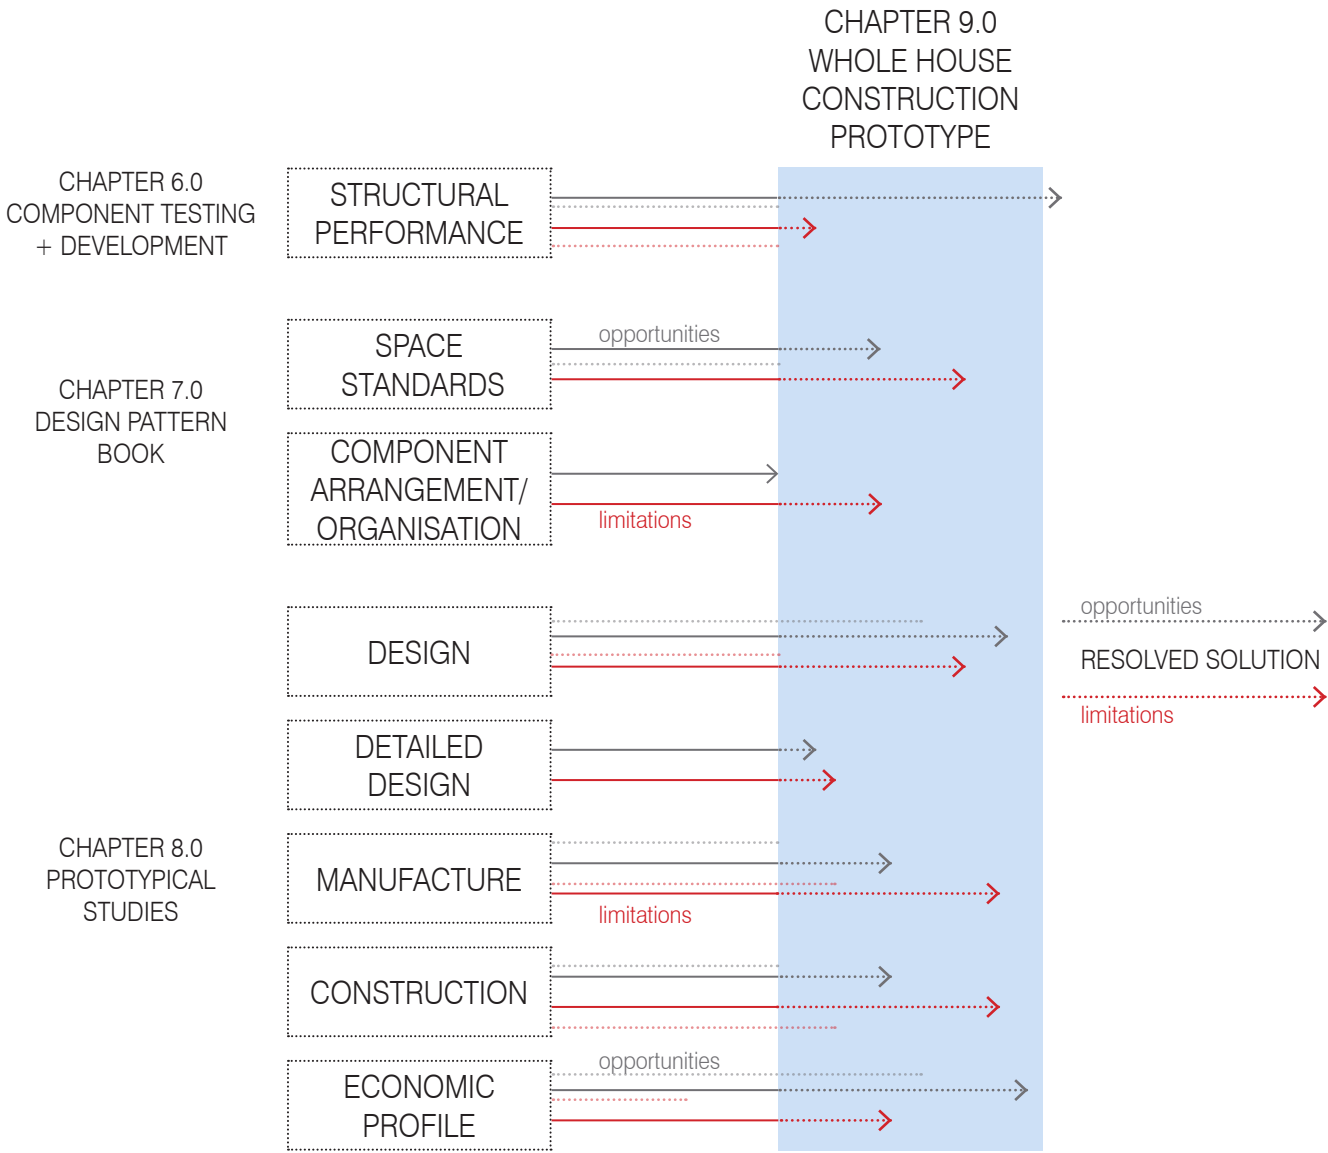 CHAPTER 9.0
WHOLE HOUSE
CONSTRUCTION
PROTOTYPE
CHAPTER 6.0
COMPONENT TESTING
+ DEVELOPMENT
STRUCTURAL
PERFORMANCE
CHAPTER 7.0
DESIGN PATTERN
BOOK
SPACE
STANDARDS
opportunities
COMPONENT
ARRANGEMENT/
ORGANISATION
limitations
DESIGN
opportunities
RESOLVED SOLUTION
limitations
DETAILED
DESIGN
CHAPTER 8.0
PROTOTYPICAL
STUDIES
MANUFACTURE
limitations
CONSTRUCTION
ECONOMIC
PROFILE
opportunities